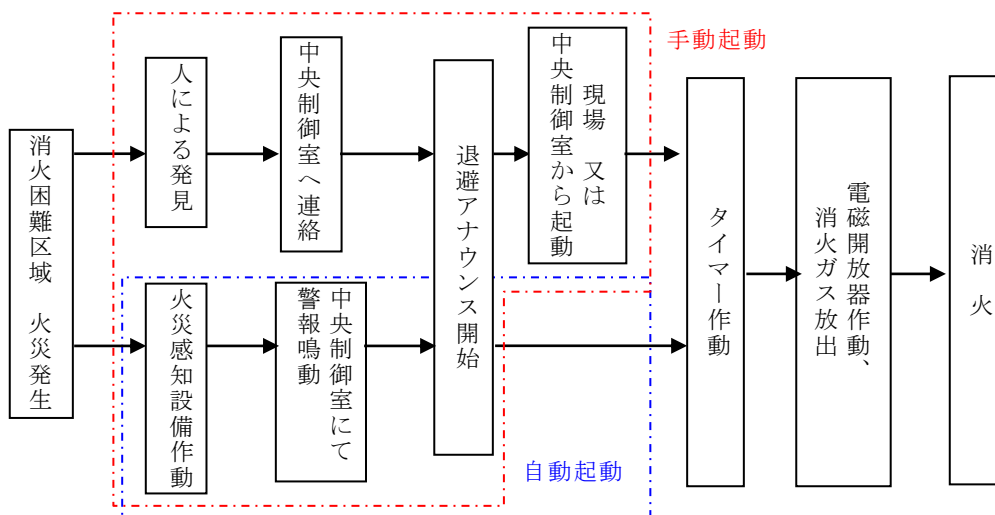 手動起動
消火困難区域　火災発生
人による発見
中央制御室へ連絡
退避アナウンス開始
現場　又は
中央制御室から起動
火災感知設備作動
中央制御室にて
警報鳴動
自動起動
タイマー作動
電磁開放器作動、
消火ガス放出
消　火